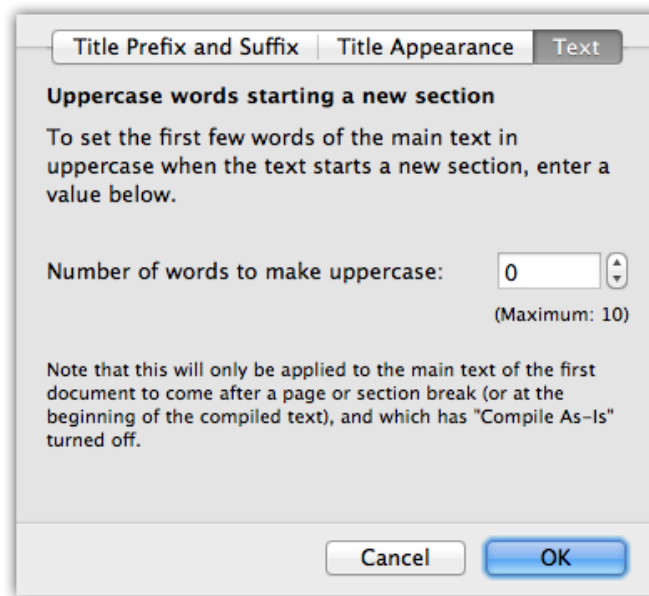 Title Prefix and Suffix Title Appearance Text
Uppercase words starting a new section
To set the first few words of the main text in
uppercase when the text starts a new section, enter a
value below.
Number of words to make uppercase: 0
(Maximum: 10)
Note that this will only be applied to the main text of the first
document to come after a page or section break (or at the
beginning of the compiled text), and which has "Compile As-Is"
turned off.
Cancel OK